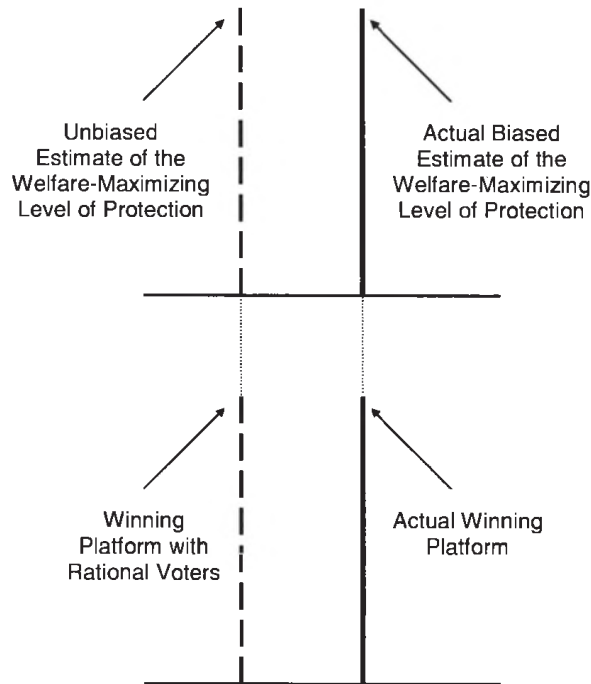 Unbiased
Estimate of the
Welfare-Maximizing
Level of Protection
Actual Biased
Estimate of the
Welfare-Maximizing
Level of Protection
Winning
Platform with
Rational Voters
Actual Winning
Platform